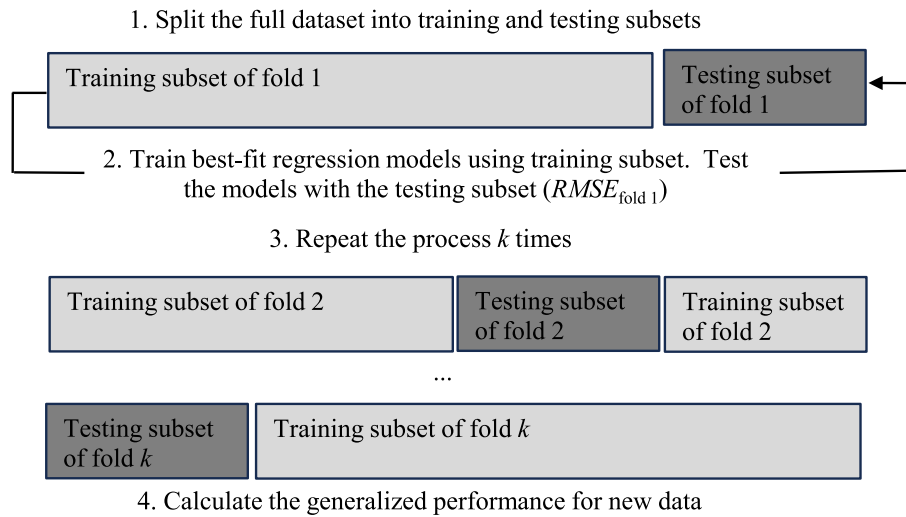 1. Split the full dataset into training and testing subsets
Training subset of fold 1
Testing subset
of fold 1
2. Train best-fit regression models using training subset. Test
the models with the testing subset (RMSE fold 1)
3. Repeat the process k times
Training subset of fold 2
Testing subset
of fold 2
Training subset
of fold 2
...
Testing subset
of fold k
Training subset of fold k
4. Calculate the generalized performance for new data